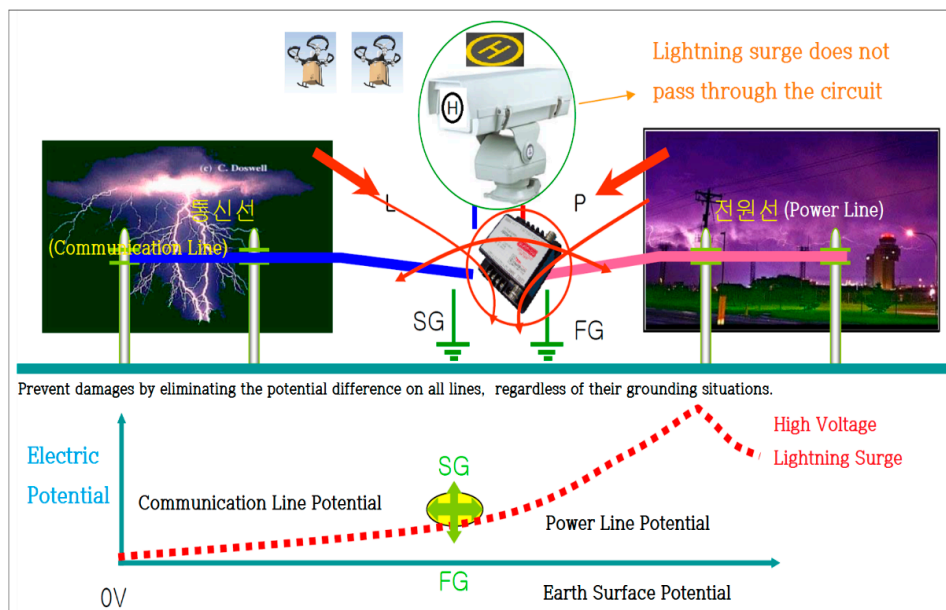 H
Lightning surge does not
pass through the circuit
H
(c) C. Doswell
통신선
(Communication Line)
L
P
전원선 (Power Line)
SG
FG
Prevent damages by eliminating the potential difference on all lines, regardless of their grounding situations.
High Voltage
Lightning Surge
Electric
Potential
SG
Communication Line Potential
Power Line Potential
FG
0V
Earth Surface Potential